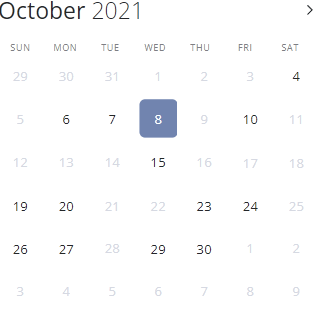 October 2021
SUN MON TUE WED THU FRI SAT
29 30 31 1 2 3 4
5 6 7 8 9 10 11
12 13 14 15 16 17 18
19 20 21 22 23 24 25
26 27 28 29 30 1 2
3 4 5 6 7 8 9